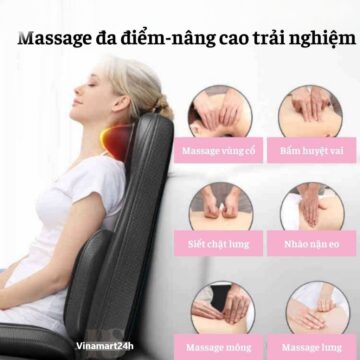 Massage đa điểm-nâng cao trải nghiệm
Massage vùng cổ
Bấm huyệt vai
Siết chặt lưng
Nhào nặn eo
Massage mông
Massage lưng
Vinamart24h